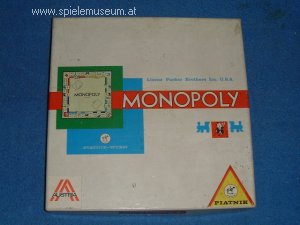 www.spielemuseum.at
Lizenz Parker Brothers Inc. U.S.A.
MONOPOLY
MONOPOLY
PIATNIK-WIEN
AUSTRIA
PIATNIK